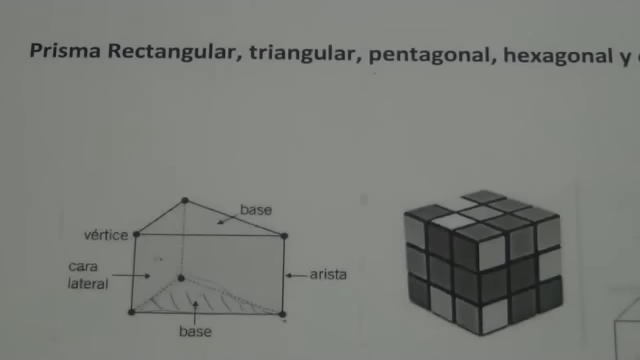 Prisma Rectangular, triangular, pentagonal, hexagonal y
base
vértice
cara
lateral
arista
base